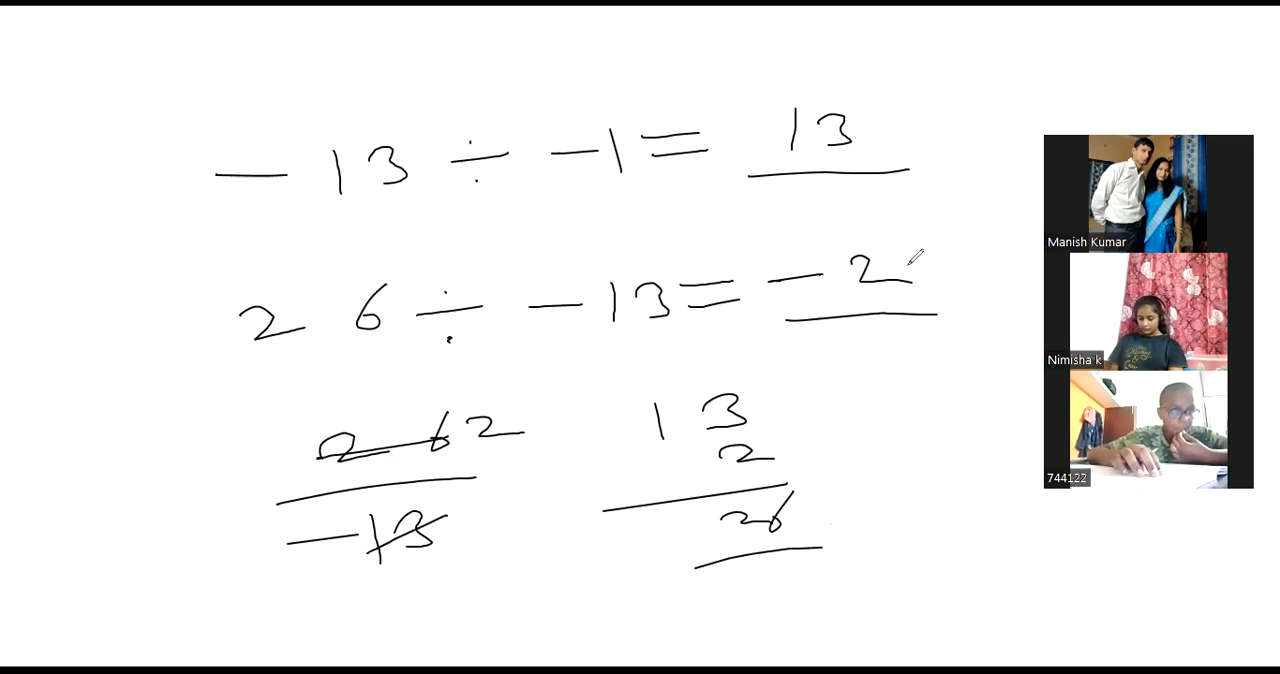 - 13 ÷ -1 = 13
26 ÷ -13 = -2
26 2
-13
13
2
26
Manish Kumar
Nimisha k
744122